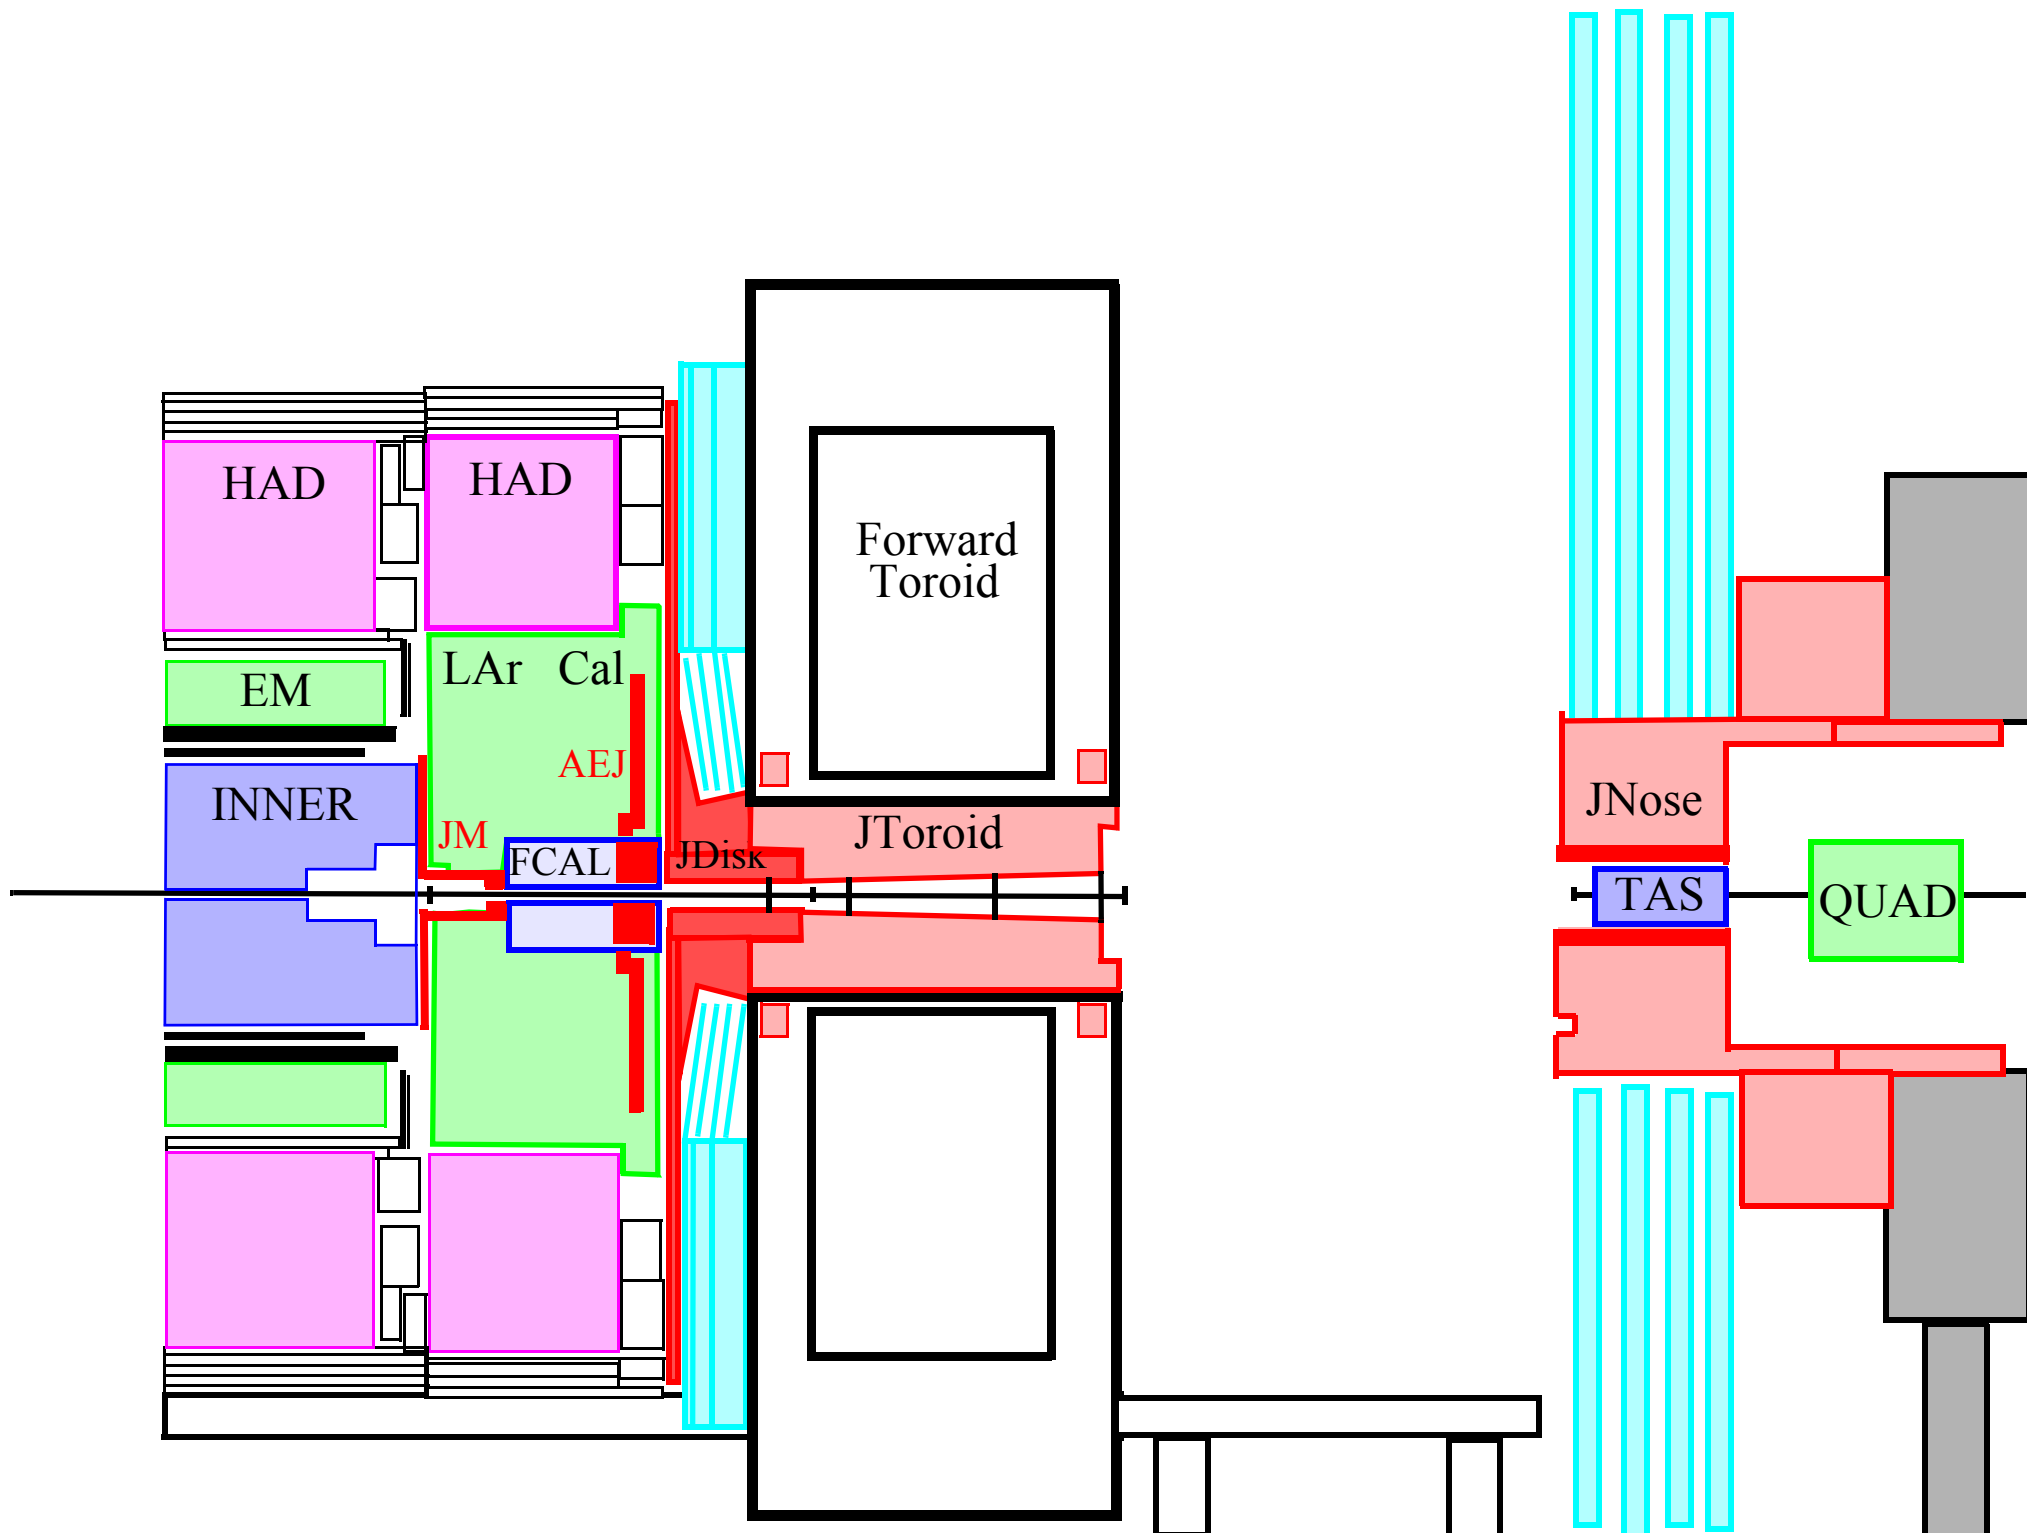 HAD
HAD
Forward
Toroid
LAr Cal
EM
AEJ
INNER
JM
FCAL
JDisk
JToroid
JNose
TAS
QUAD